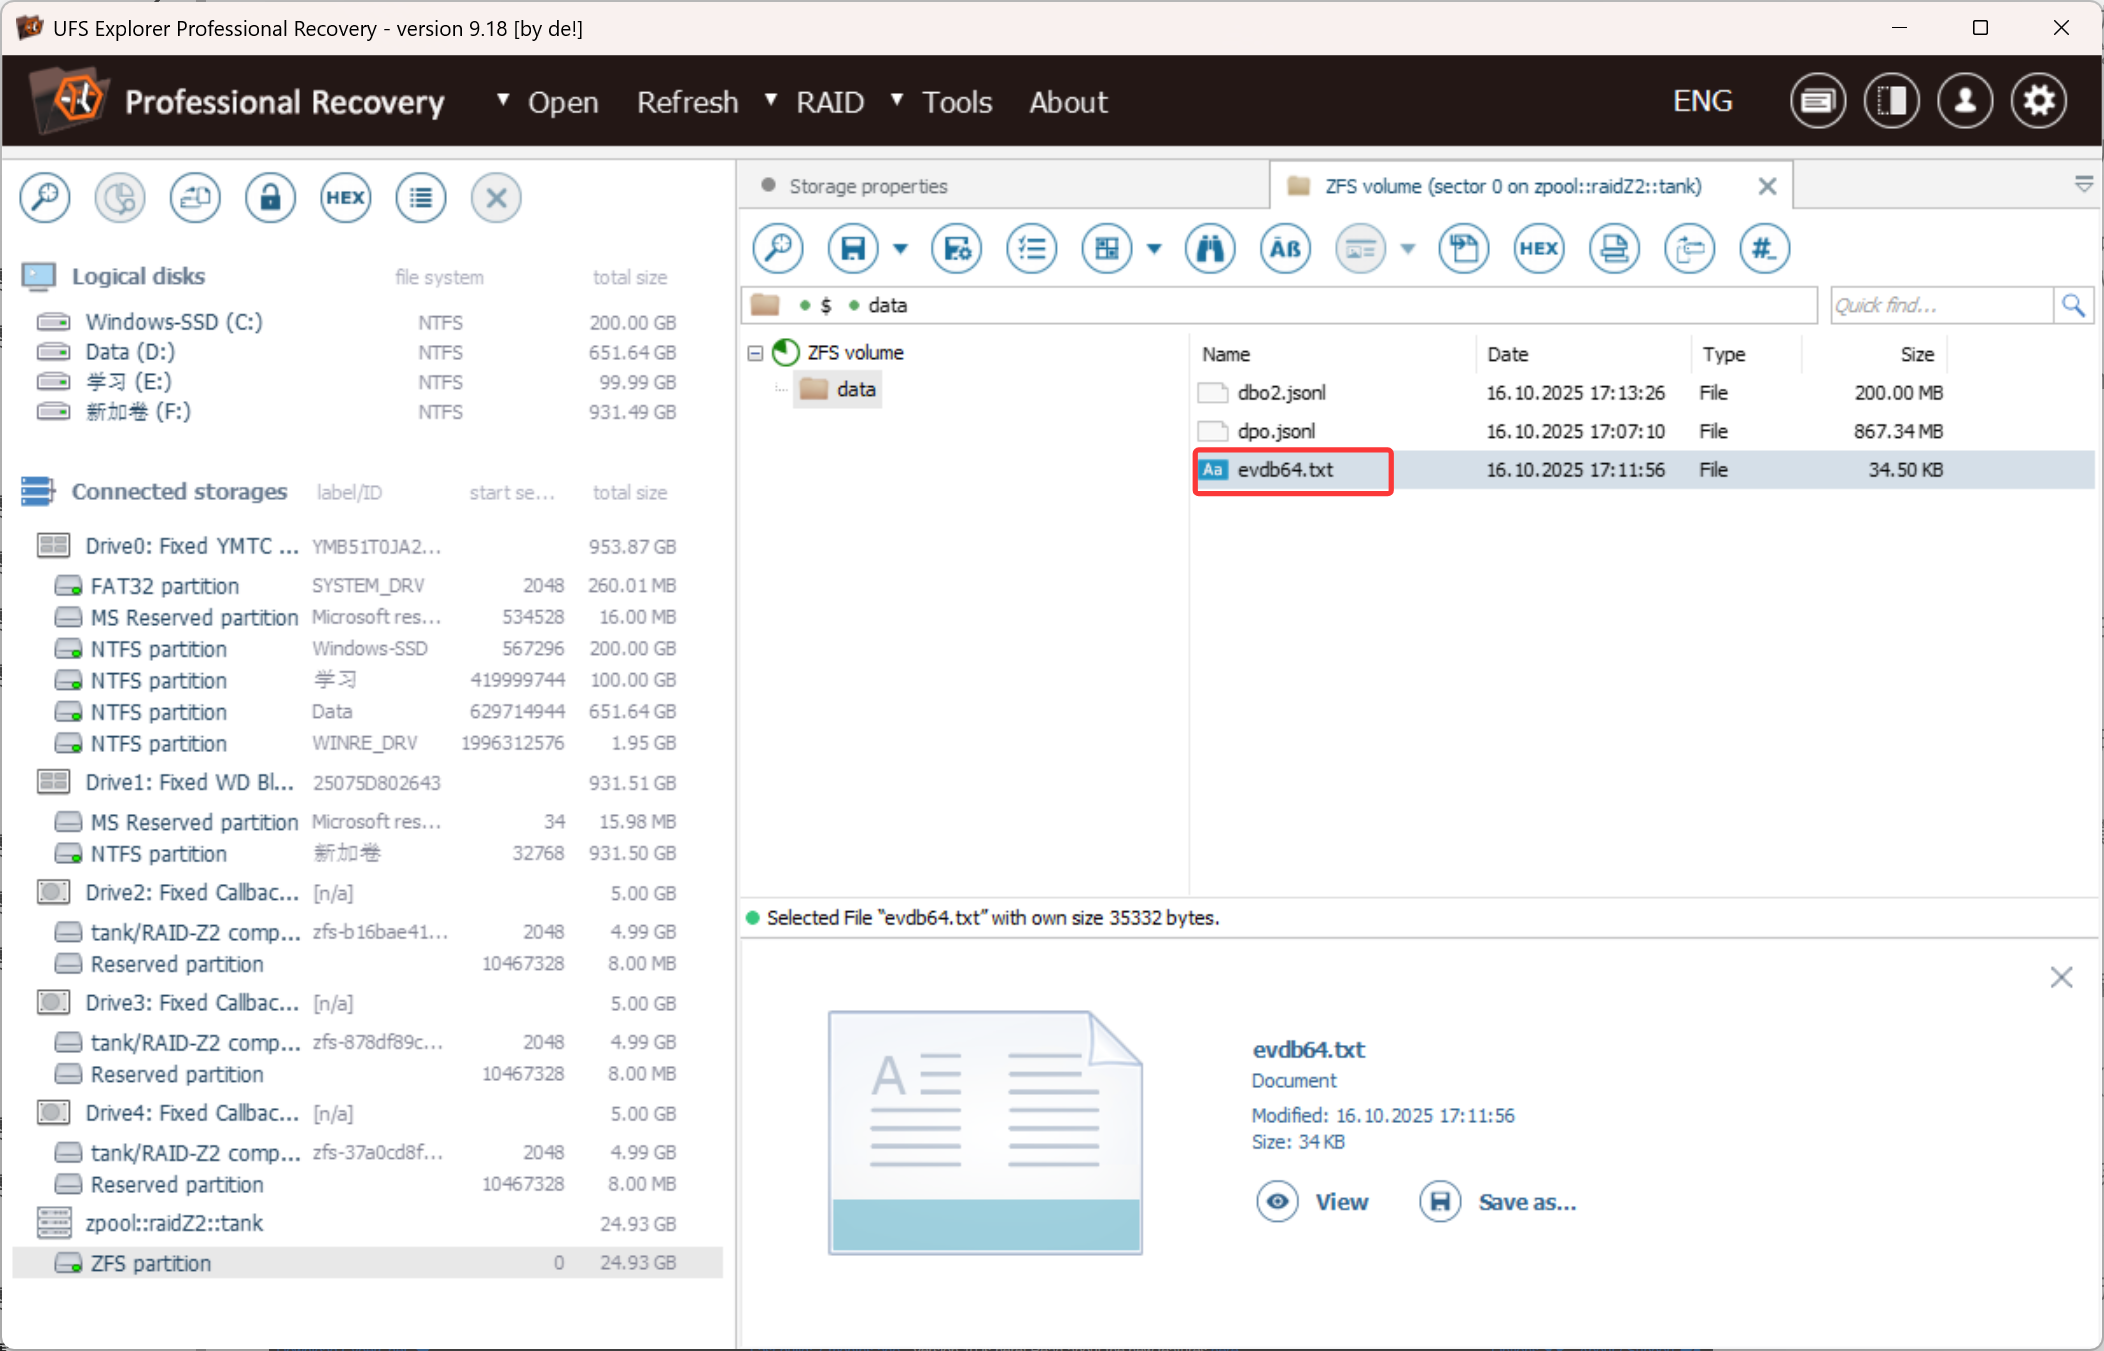 UFS Explorer Professional Recovery - version 9.18 [by de!]
Professional Recovery ▼ Open Refresh ▼ RAID ▼ Tools About ENG
HEX
Logical disks file system total size
Windows-SSD (C:) NTFS 200.00 GB
Data (D:) NTFS 651.64 GB
学习 (E:) NTFS 99.99 GB
新加卷 (F:) NTFS 931.49 GB
Connected storages label/ID start se... total size
Drive0: Fixed YMTC ... YMB51T0JA2... 953.87 GB
FAT32 partition SYSTEM_DRV 2048 260.01 MB
MS Reserved partition Microsoft res... 534528 16.00 MB
NTFS partition Windows-SSD 567296 200.00 GB
NTFS partition 学习 419999744 100.00 GB
NTFS partition Data 629714944 651.64 GB
NTFS partition WINRE_DRV 1996312576 1.95 GB
Drive1: Fixed WD Bl... 25075D802643 931.51 GB
MS Reserved partition Microsoft res... 34 15.98 MB
NTFS partition 新加卷 32768 931.50 GB
Drive2: Fixed Callbac... [n/a] 5.00 GB
tank/RAID-Z2 comp... zfs-b16bae41... 2048 4.99 GB
Reserved partition 10467328 8.00 MB
Drive3: Fixed Callbac... [n/a] 5.00 GB
tank/RAID-Z2 comp... zfs-878df89c... 2048 4.99 GB
Reserved partition 10467328 8.00 MB
Drive4: Fixed Callbac... [n/a] 5.00 GB
tank/RAID-Z2 comp... zfs-37a0cd8f... 2048 4.99 GB
Reserved partition 10467328 8.00 MB
zpool::raidZ2::tank 24.93 GB
ZFS partition 0 24.93 GB
Storage properties ZFS volume (sector 0 on zpool::raidZ2::tank)
Āß HEX #_
$ data Quick find...
ZFS volume
data
Name Date Type Size
dbo2.jsonl 16.10.2025 17:13:26 File 200.00 MB
dpo.jsonl 16.10.2025 17:07:10 File 867.34 MB
Aa evdb64.txt 16.10.2025 17:11:56 File 34.50 KB
Selected File "evdb64.txt" with own size 35332 bytes.
A
evdb64.txt
Document
Modified: 16.10.2025 17:11:56
Size: 34 KB
View Save as...